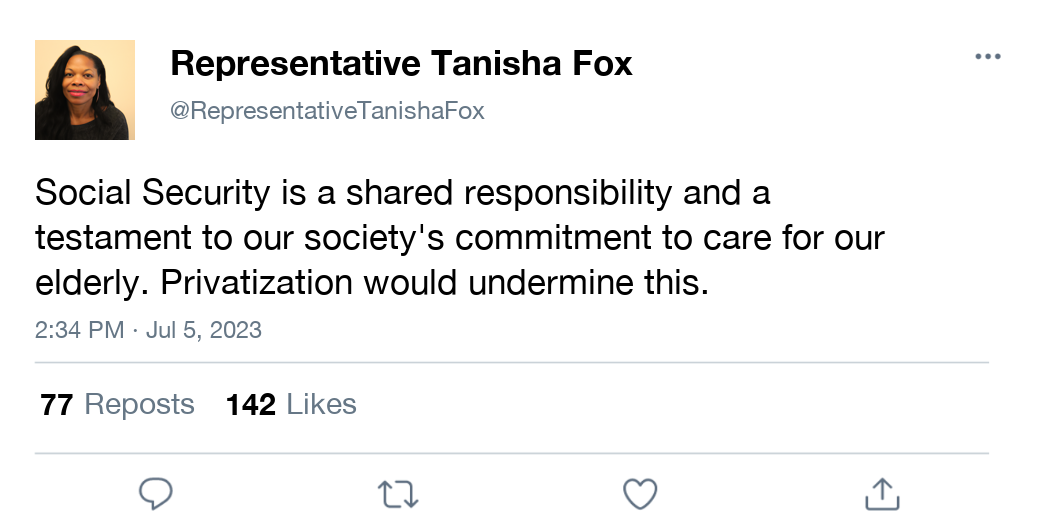 Representative Tanisha Fox
@RepresentativeTanishaFox
Social Security is a shared responsibility and a
testament to our society's commitment to care for our
elderly. Privatization would undermine this.
2:34 PM · Jul 5, 2023
77 Reposts 142 Likes